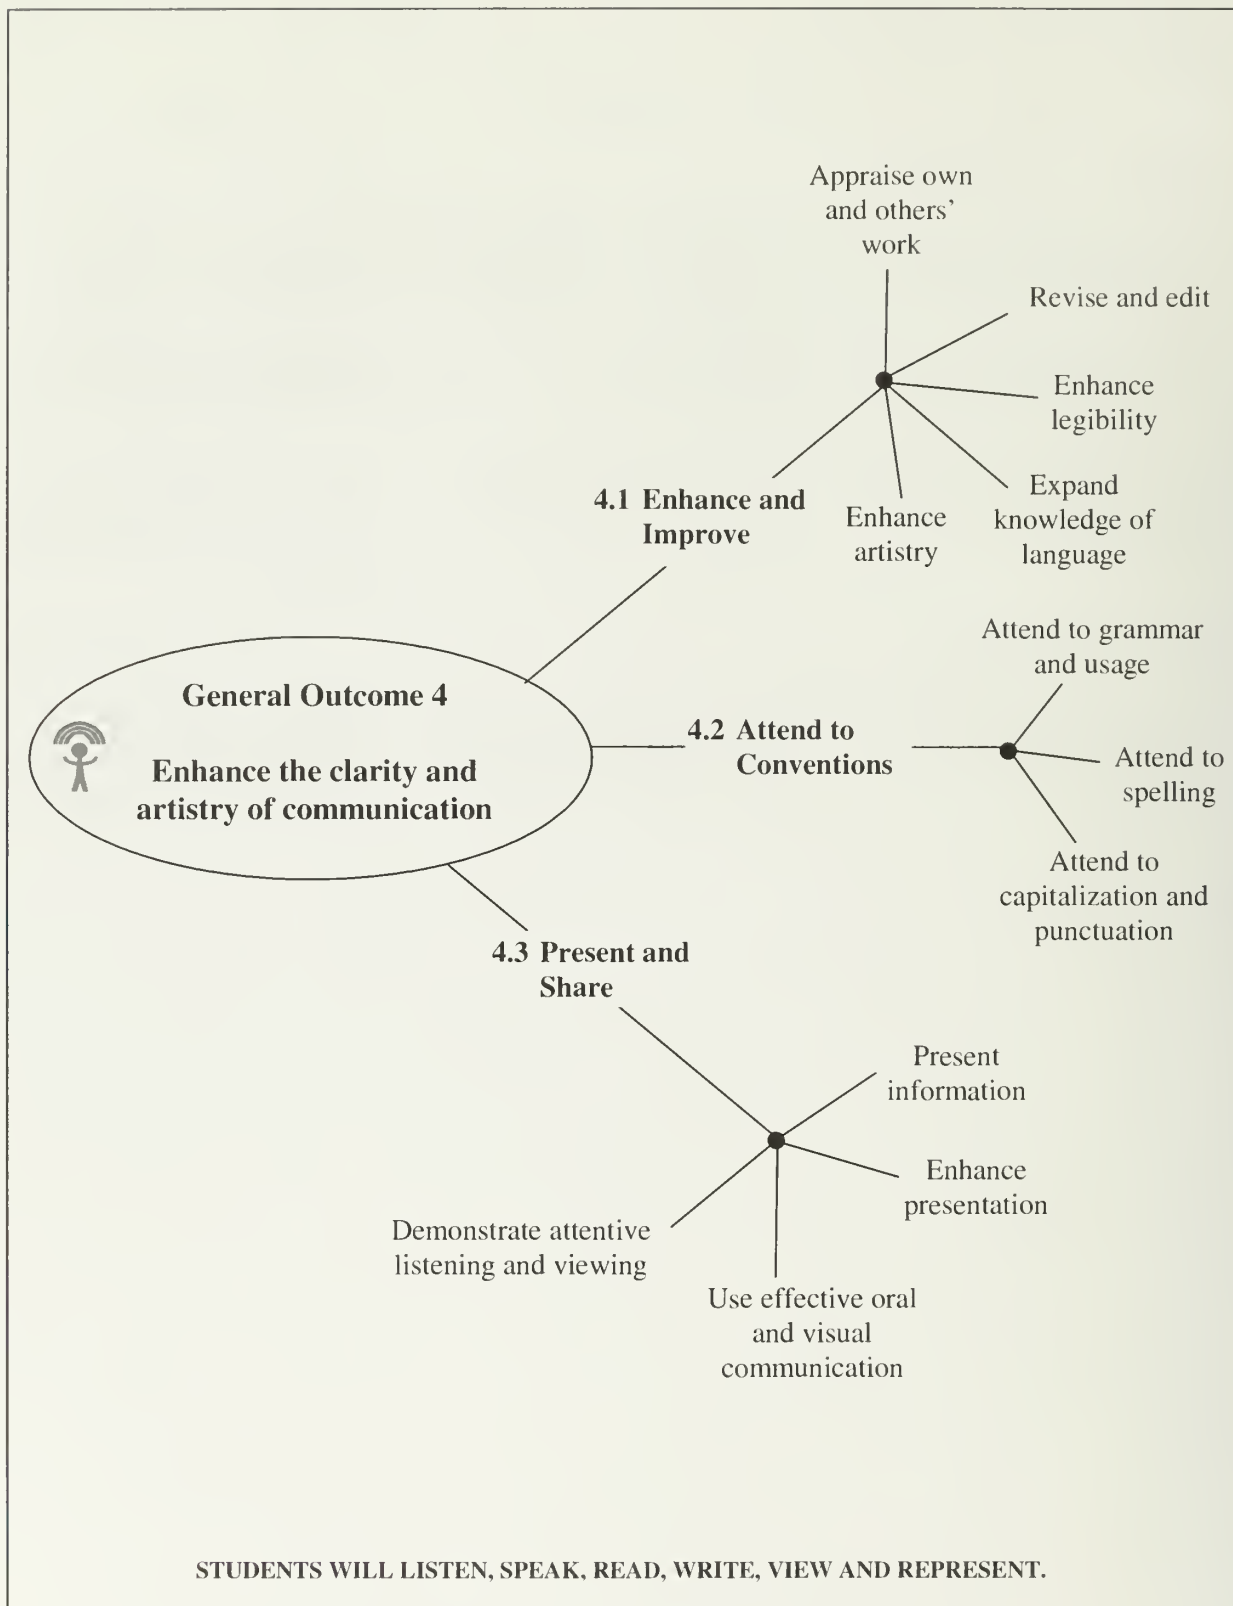 Appraise own
and others'
work
Revise and edit
Enhance
legibility
Expand
knowledge of
language
Enhance
artistry
4.1 Enhance and
Improve
General Outcome 4
Enhance the clarity and
artistry of communication
4.2 Attend to
Conventions
Attend to grammar
and usage
Attend to
spelling
Attend to
capitalization and
punctuation
4.3 Present and
Share
Present
information
Enhance
presentation
Use effective oral
and visual
communication
Demonstrate attentive
listening and viewing
STUDENTS WILL LISTEN, SPEAK, READ, WRITE, VIEW AND REPRESENT.